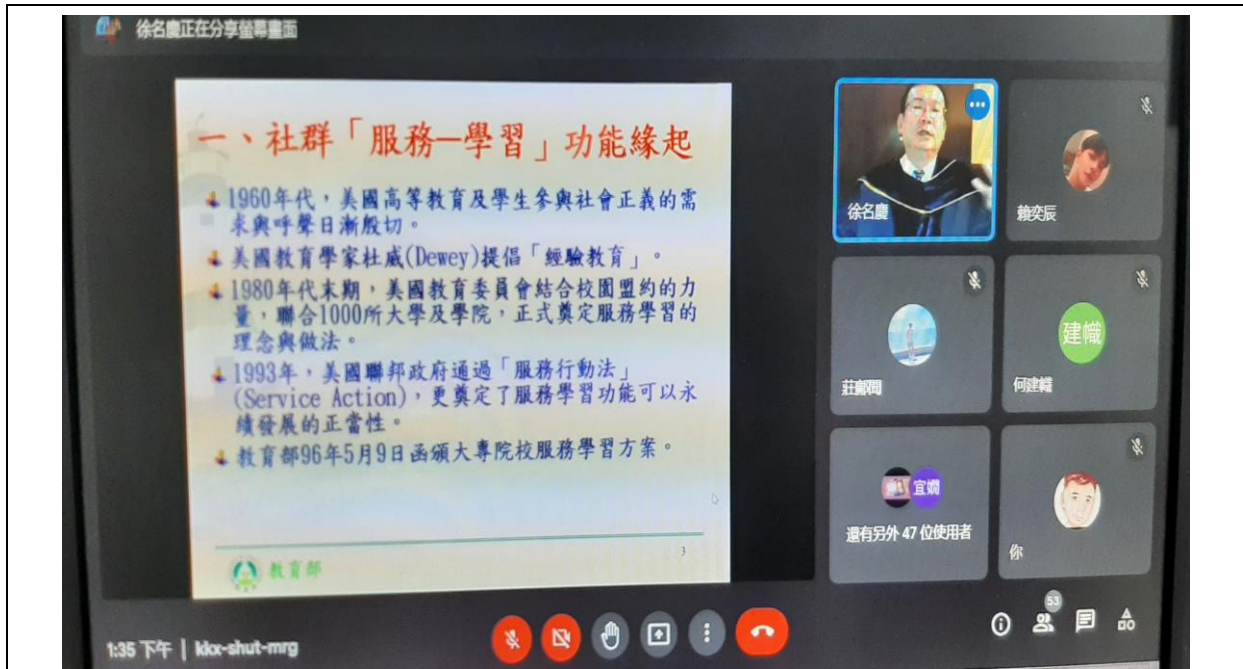 徐名慶正在分享螢幕畫面
一、社群「服務—學習」功能緣起
1960年代，美國高等教育及學生參與社會正義的需
求與呼聲日漸殷切。
美國教育學家杜威(Dewey)提倡「經驗教育」。
1980年代末期，美國教育委員會結合校園盟約的力
量，聯合1000所大學及學院，正式奠定服務學習的
理念與做法。
1993年，美國聯邦政府通過「服務行動法」
(Service Action)，更奠定了服務學習功能可以永
續發展的正當性。
教育部96年5月9日函頒大專院校服務學習方案。
3
教育部
徐名慶
賴奕辰
建幟
何建幟
宜嫺
還有另外 47 位使用者
你
1:35 下午 | kkx-shut-mrg
53